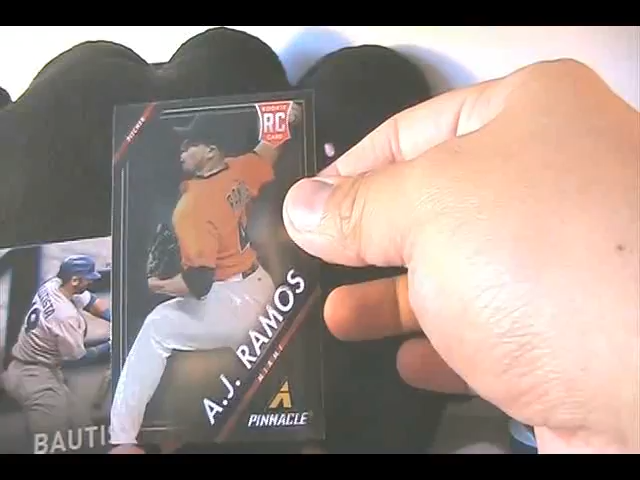 PITCHER
ROOKIE
RC
CARD
A.J. RAMOS
MIAMI
PINNACLE
BAUTIS